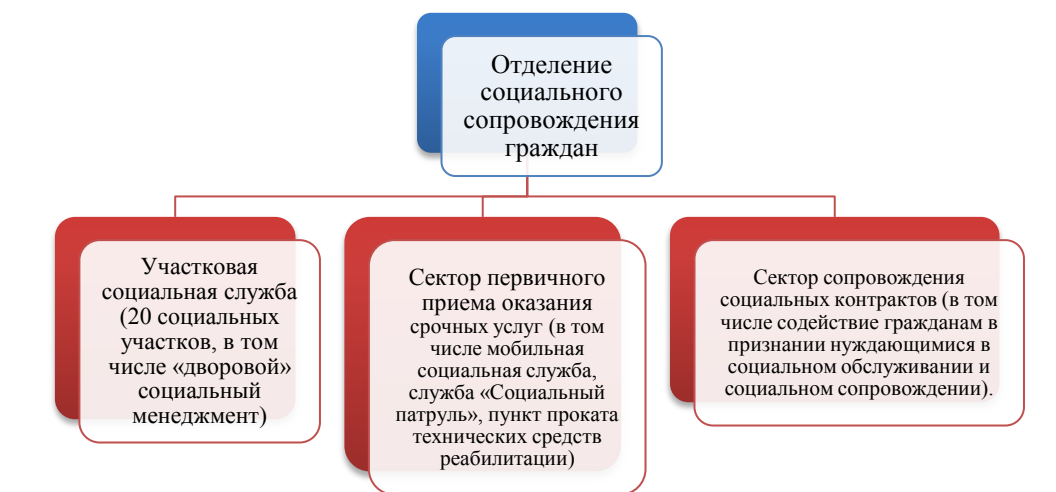 Отделение
социального
сопровождения
граждан
Участковая
социальная служба
(20 социальных
участков, в том
числе «дворовой»
социальный
менеджмент)
Сектор первичного
приема оказания
срочных услуг (в том
числе мобильная
социальная служба,
служба «Социальный
патруль», пункт проката
технических средств
реабилитации)
Сектор сопровождения
социальных контрактов (в том
числе содействие гражданам в
признании нуждающимися в
социальном обслуживании и
социальном сопровождении).